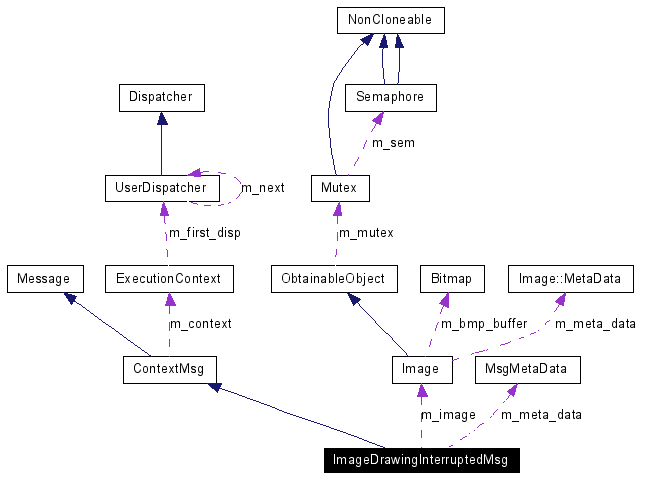 NonCloneable
Dispatcher
Semaphore
m_sem
UserDispatcher
m_next
Mutex
m_first_disp
m_mutex
Message
ExecutionContext
ObtainableObject
Bitmap
Image::MetaData
m_context
m_bmp_buffer
m_meta_data
ContextMsg
Image
MsgMetaData
m_image
m_meta_data
ImageDrawingInterruptedMsg